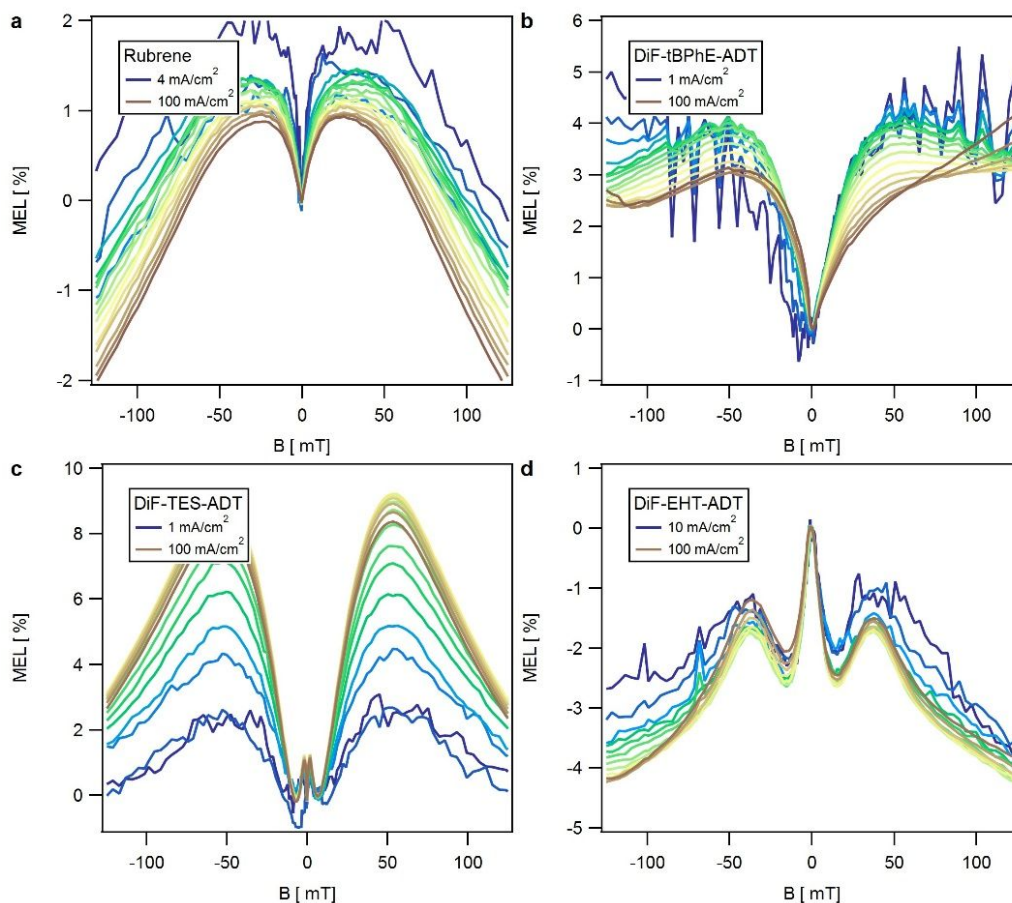 a
Rubrene
4 mA/cm²
100 mA/cm²
MEL [ %]
2
1
0
-1
-2
-100 -50 0 50 100
B [ mT]
b
DiF-tBPhE-ADT
1 mA/cm²
100 mA/cm²
MEL [ %]
6
5
4
3
2
1
0
-1
-100 -50 0 50 100
B [ mT]
c
DiF-TES-ADT
1 mA/cm²
100 mA/cm²
MEL [ %]
10
8
6
4
2
0
-100 -50 0 50 100
B [ mT]
d
DiF-EHT-ADT
10 mA/cm²
100 mA/cm²
MEL [ %]
1
0
-1
-2
-3
-4
-5
-100 -50 0 50 100
B [ mT]